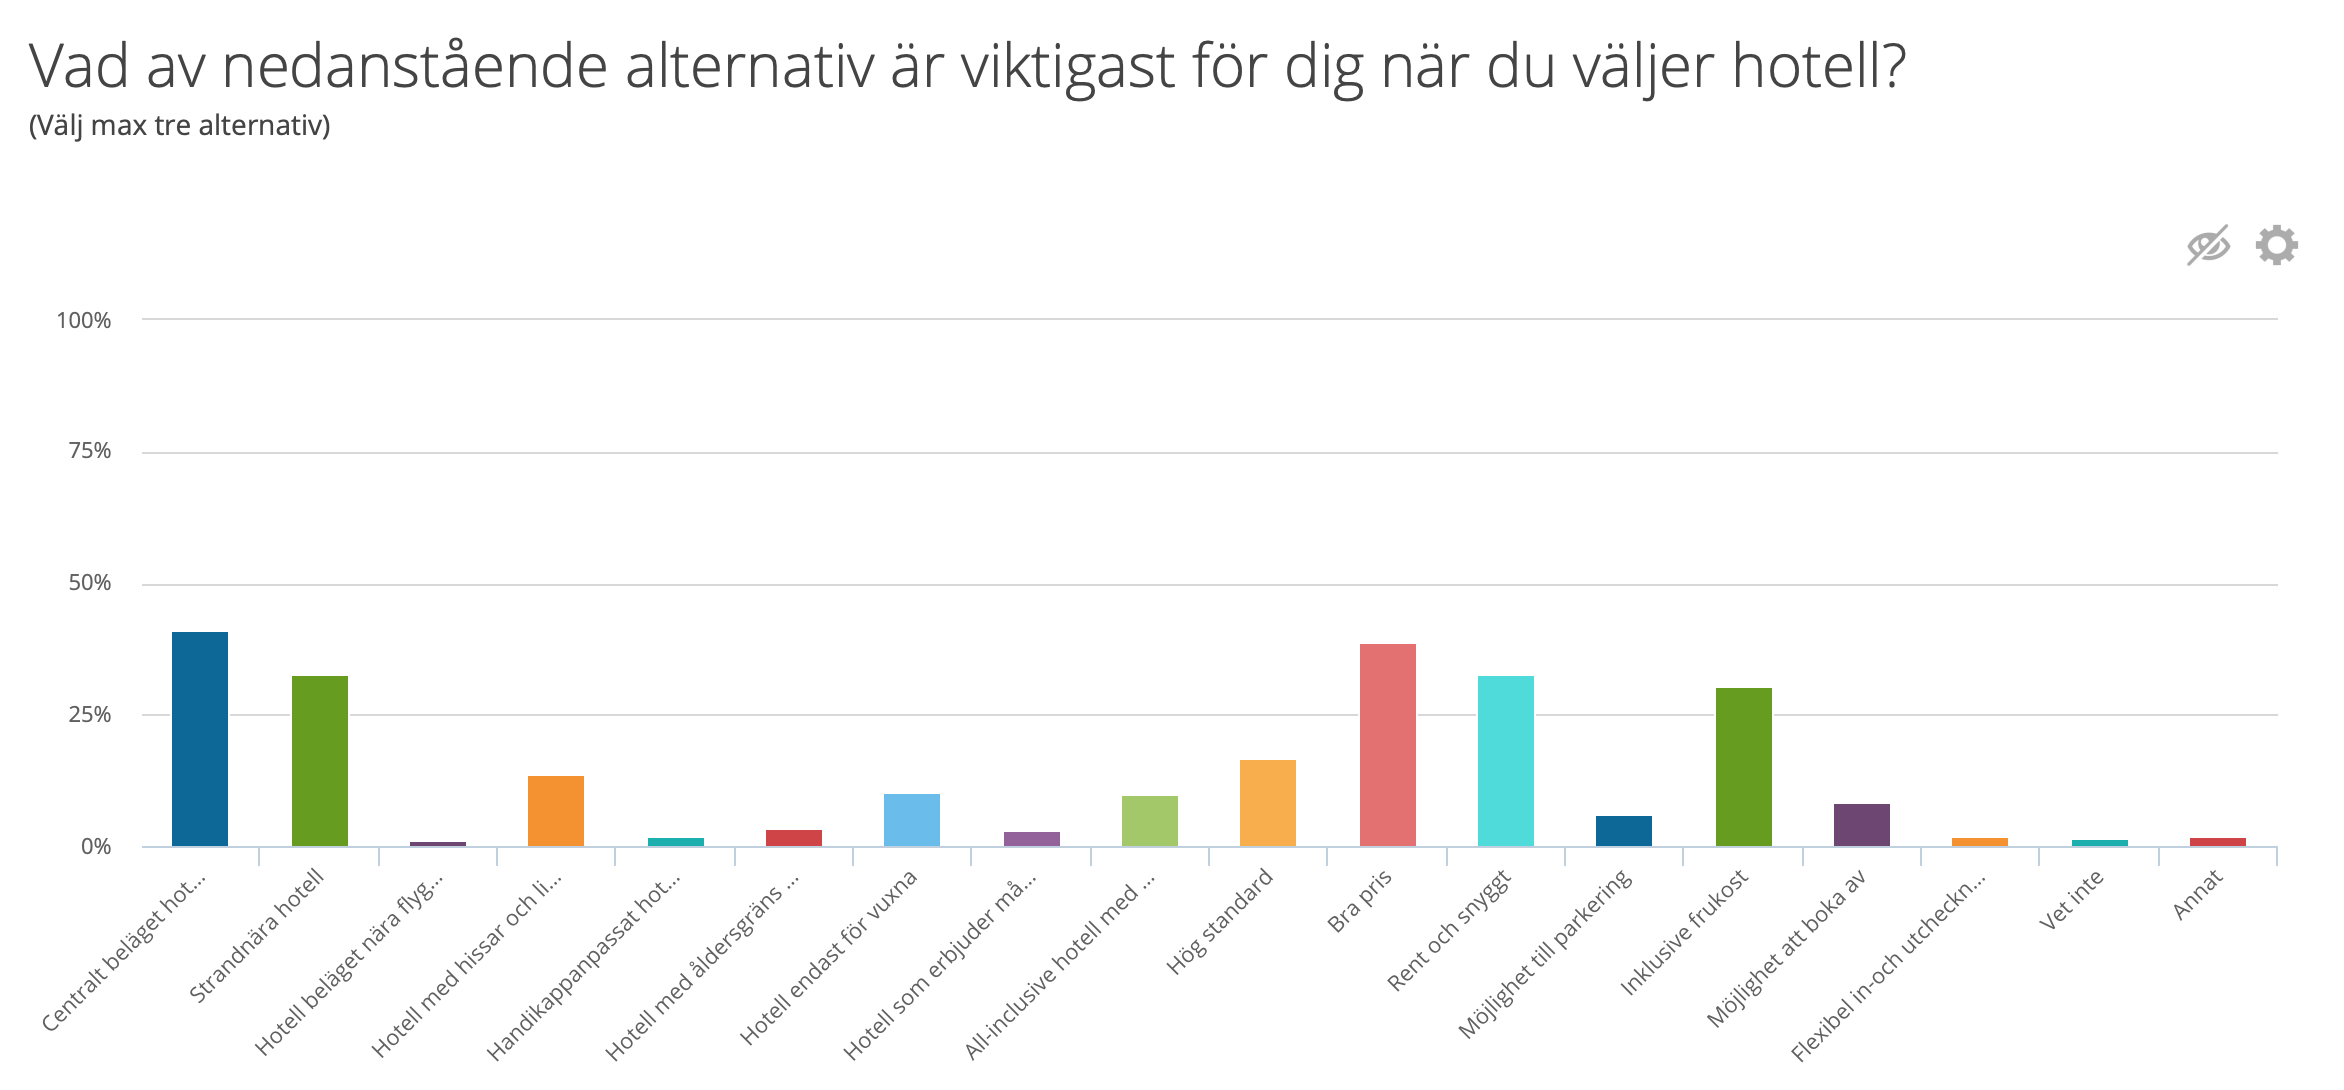 Vad av nedanstående alternativ är viktigast för dig när du väljer hotell?
(Välj max tre alternativ)
100%
75%
50%
25%
0%
Centralt beläget hot...
Strandnära hotell
Hotell beläget nära flyg...
Hotell med hissar och li...
Handikappanpassat hot...
Hotell med åldersgräns ...
Hotell endast för vuxna
Hotell som erbjuder må...
All-inclusive hotell med ...
Hög standard
Bra pris
Rent och snyggt
Möjlighet till parkering
Inklusive frukost
Möjlighet att boka av
Flexibel in-och utcheckn...
Vet inte
Annat